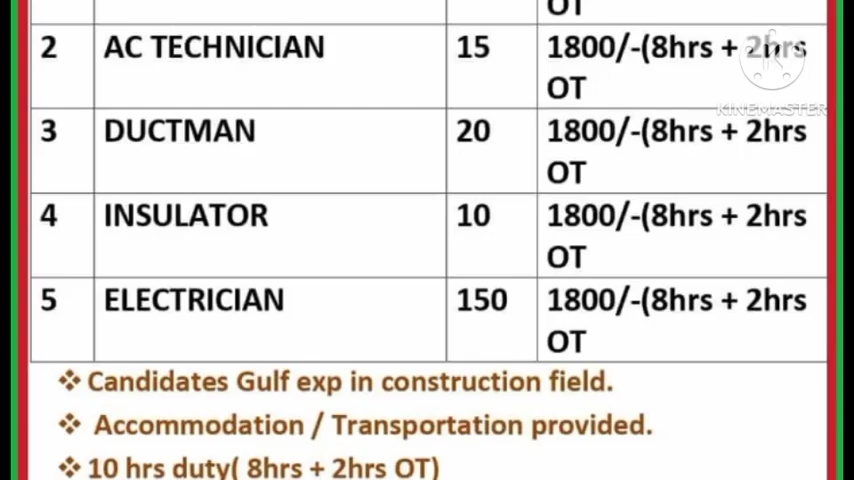 OT
2 AC TECHNICIAN 15 1800/-(8hrs + 2hrs
OT
KINEMASTER
3 DUCTMAN 20 1800/-(8hrs + 2hrs
OT
4 INSULATOR 10 1800/-(8hrs + 2hrs
OT
5 ELECTRICIAN 150 1800/-(8hrs + 2hrs
OT
❖ Candidates Gulf exp in construction field.
❖ Accommodation / Transportation provided.
❖ 10 hrs duty( 8hrs + 2hrs OT)